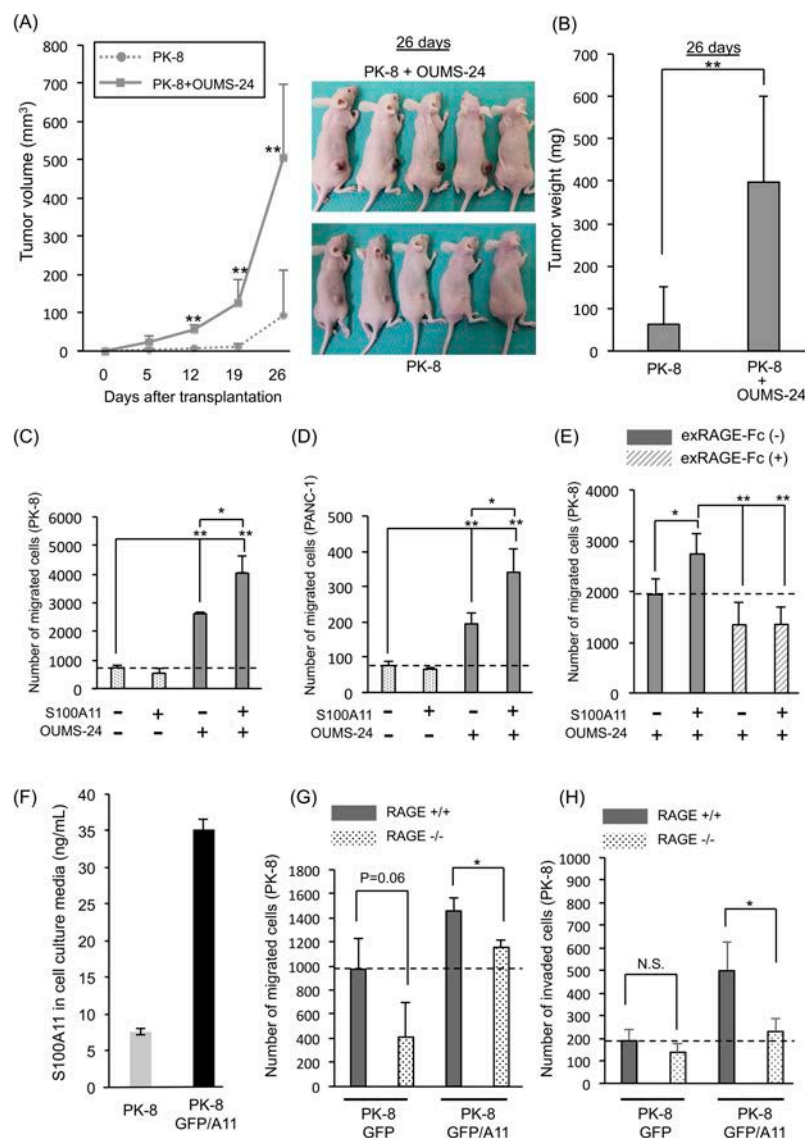 (A)
800
700
600
500
400
300
200
100
0
Tumor volume (mm3)
PK-8
PK-8+OUMS-24
**
**
**
0 5 12 19 26
Days after transplantation
26 days
PK-8 + OUMS-24
PK-8
(B)
26 days
**
700
600
500
400
300
200
100
0
Tumor weight (mg)
PK-8
PK-8
+
OUMS-24
(C)
6000
5000
4000
3000
2000
1000
0
Number of migrated cells (PK-8)
*
** **
S100A11 - + - +
OUMS-24 - - + +
(D)
500
400
300
200
100
0
Number of migrated cells (PANC-1)
*
** **
S100A11 - + - +
OUMS-24 - - + +
(E)
exRAGE-Fc (-)
exRAGE-Fc (+)
4000
3000
2000
1000
0
Number of migrated cells (PK-8)
* ** **
S100A11 - + - +
OUMS-24 + + + +
(F)
40
35
30
25
20
15
10
5
0
S100A11 in cell culture media (ng/mL)
PK-8 PK-8
GFP/A11
(G)
RAGE +/+
RAGE -/-
1800
1600
1400
1200
1000
800
600
400
200
0
Number of migrated cells (PK-8)
P=0.06
*
PK-8 PK-8
GFP GFP/A11
(H)
RAGE +/+
RAGE -/-
1000
900
800
700
600
500
400
300
200
100
0
Number of invaded cells (PK-8)
N.S.
*
PK-8 PK-8
GFP GFP/A11